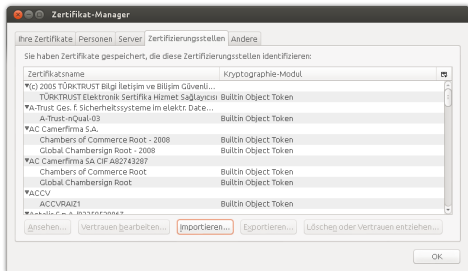 Zertifikat-Manager
Ihre Zertifikate Personen Server Zertifizierungsstellen Andere
Sie haben Zertifikate gespeichert, die diese Zertifizierungsstellen identifizieren:
Zertifikatsname Kryptographie-Modul
(c) 2005 TÜRKTRUST Bilgi İletişim ve Bilişim Güvenli...
TÜRKTRUST Elektronik Sertifika Hizmet Sağlayıcısı Builtin Object Token
A-Trust Ges. f. Sicherheitssysteme im elektr. Date...
A-Trust-nQual-03 Builtin Object Token
AC Camerfirma S.A.
Chambers of Commerce Root - 2008 Builtin Object Token
Global Chambersign Root - 2008 Builtin Object Token
AC Camerfirma SA CIF A82743287
Chambers of Commerce Root Builtin Object Token
Global Chambersign Root Builtin Object Token
ACCV
ACCVRAIZ1 Builtin Object Token
Ansehen... Vertrauen bearbeiten... Importieren... Exportieren... Löschen oder Vertrauen entziehen...
OK